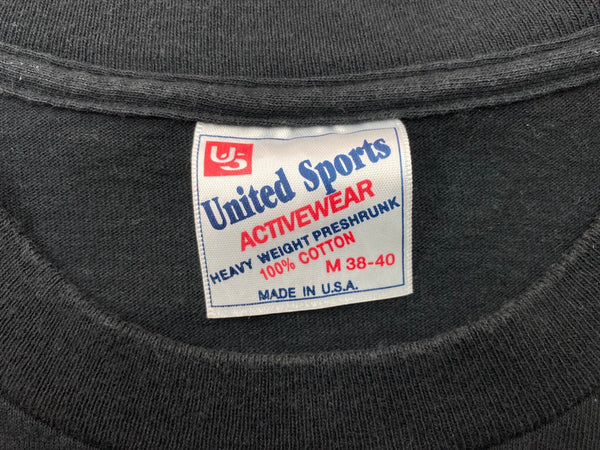 US
United Sports
ACTIVEWEAR
HEAVY WEIGHT PRESHRUNK
100% COTTON
M 38-40
MADE IN U.S.A.